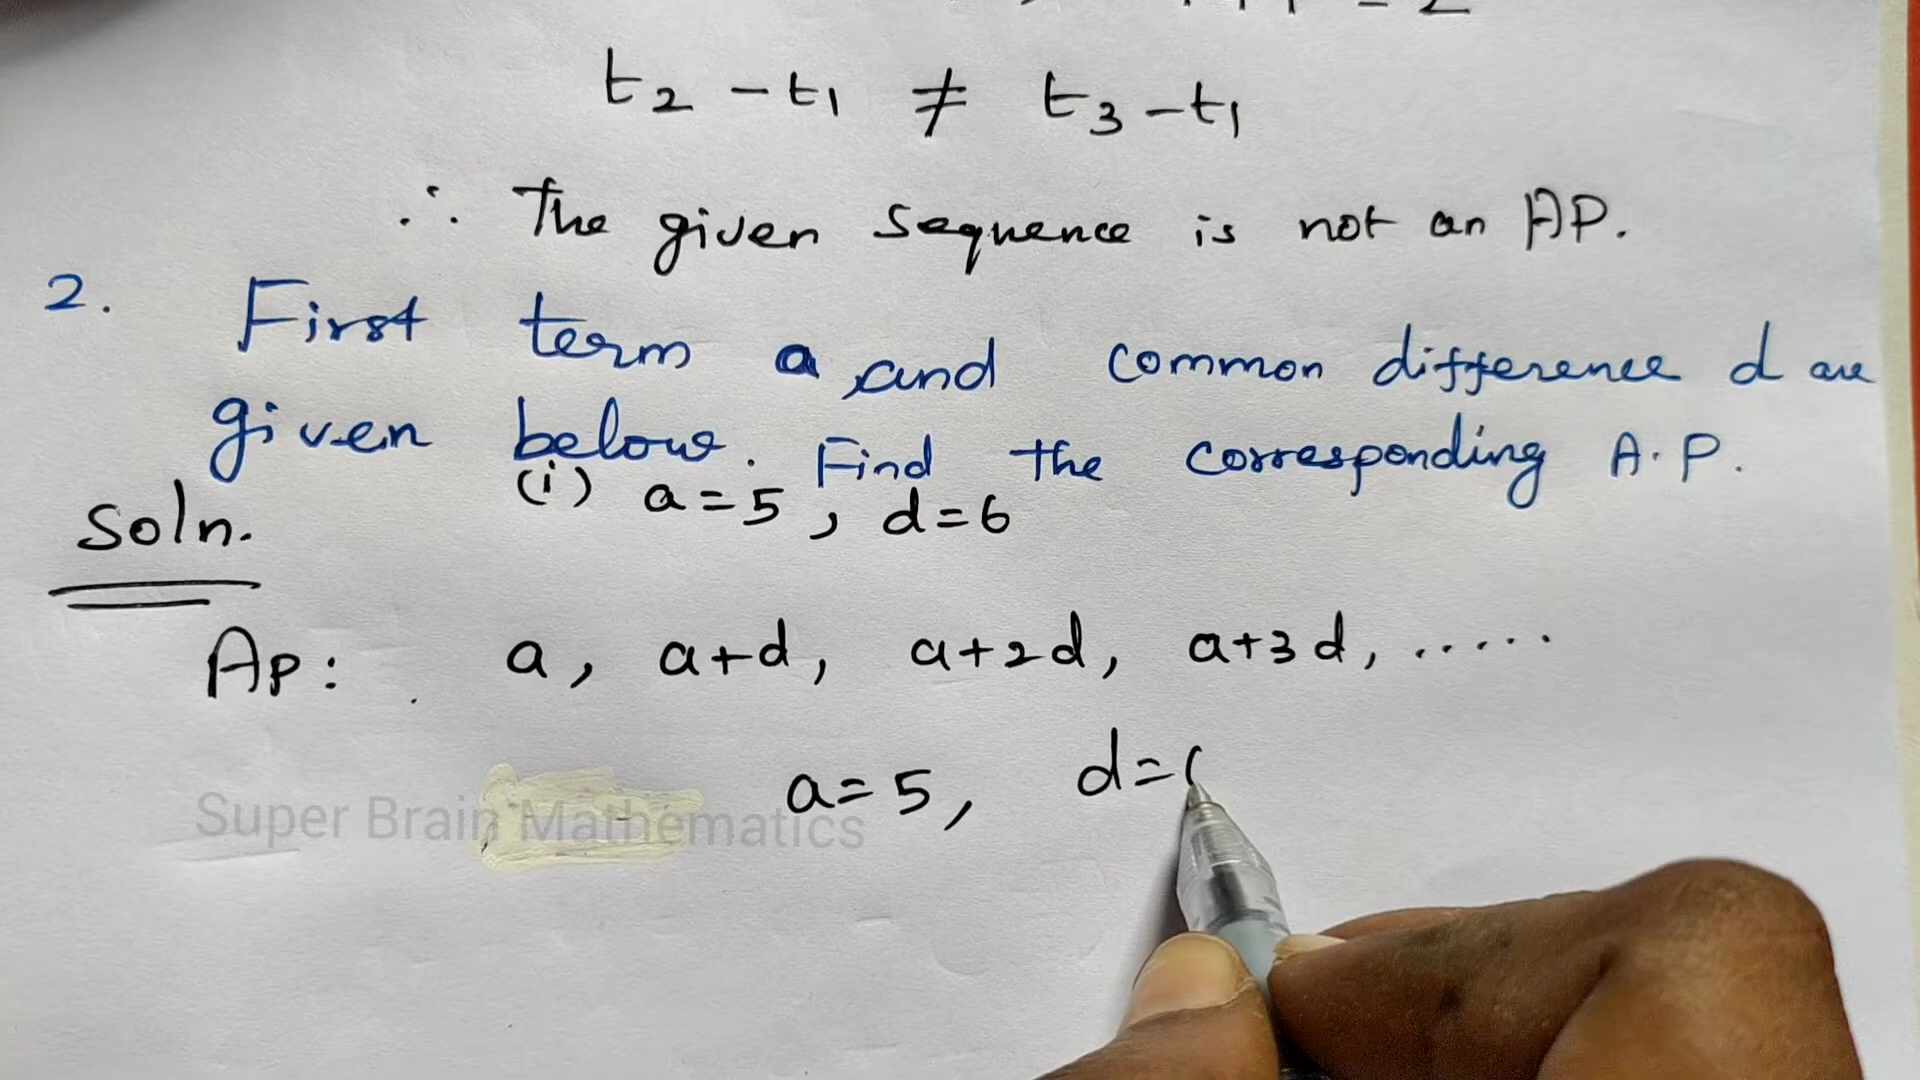 t2 - t1 ≠ t3 - t1
∴ The given sequence is not an AP.
2. First term a and common difference d are
given below. Find the corresponding A.P.
(i) a = 5, d = 6
Soln.
AP: a, a+d, a+2d, a+3d, .....
a = 5, d =
Super Brain Mathematics